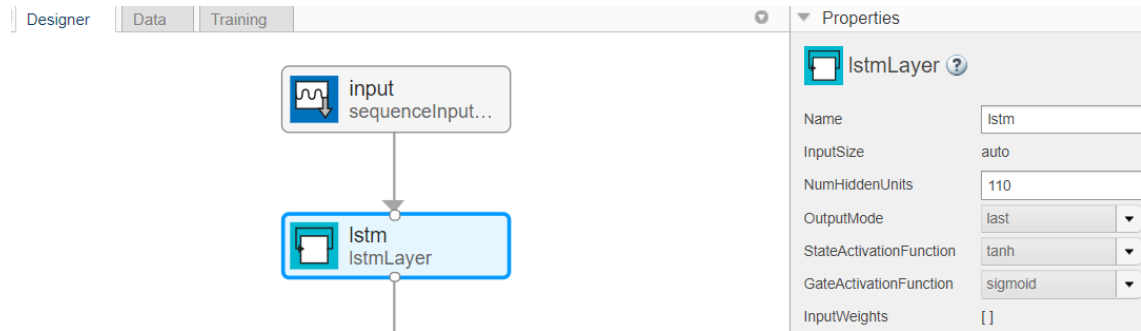 Designer
Data
Training
input
sequenceInput...
lstm
lstmLayer
Properties
lstmLayer ?
Name lstm
InputSize auto
NumHiddenUnits 110
OutputMode last
StateActivationFunction tanh
GateActivationFunction sigmoid
InputWeights [ ]